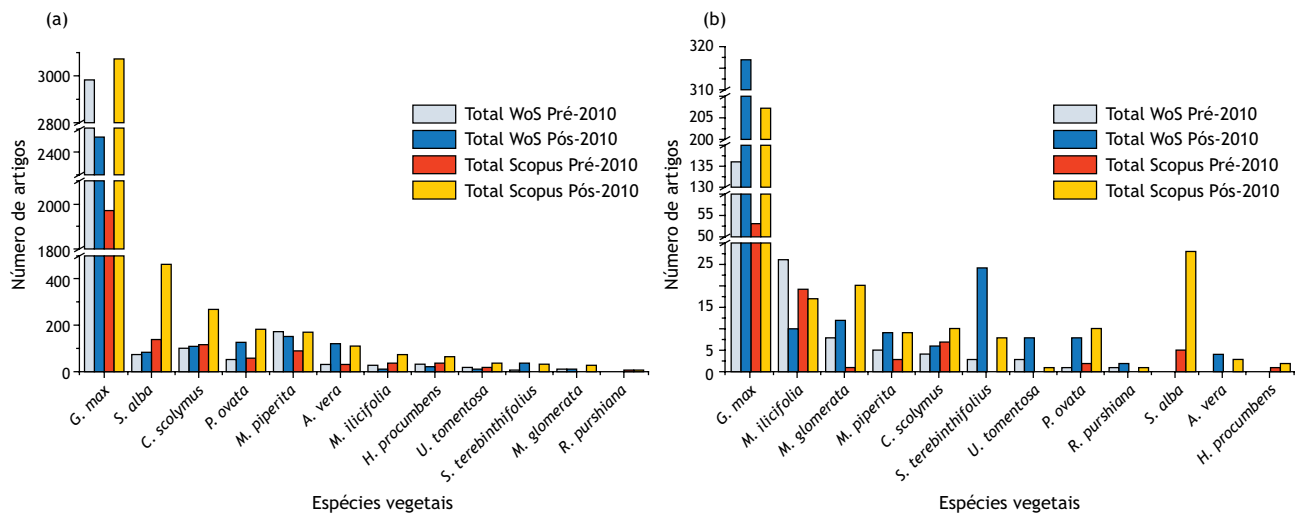 (a)
Número de artigos
3000
2800
2400
2000
1800
400
200
0
Total WoS Pré-2010
Total WoS Pós-2010
Total Scopus Pré-2010
Total Scopus Pós-2010
G. max
S. alba
C. scolymus
P. ovata
M. piperita
A. vera
M. ilicifolia
H. procumbens
U. tomentosa
S. terebinthifolius
M. glomerata
R. purshiana
Espécies vegetais
(b)
Número de artigos
320
310
205
200
135
130
55
50
25
15
5
0
Total WoS Pré-2010
Total WoS Pós-2010
Total Scopus Pré-2010
Total Scopus Pós-2010
G. max
M. ilicifolia
M. glomerata
M. piperita
C. scolymus
S. terebinthifolius
U. tomentosa
P. ovata
R. purshiana
S. alba
A. vera
H. procumbens
Espécies vegetais